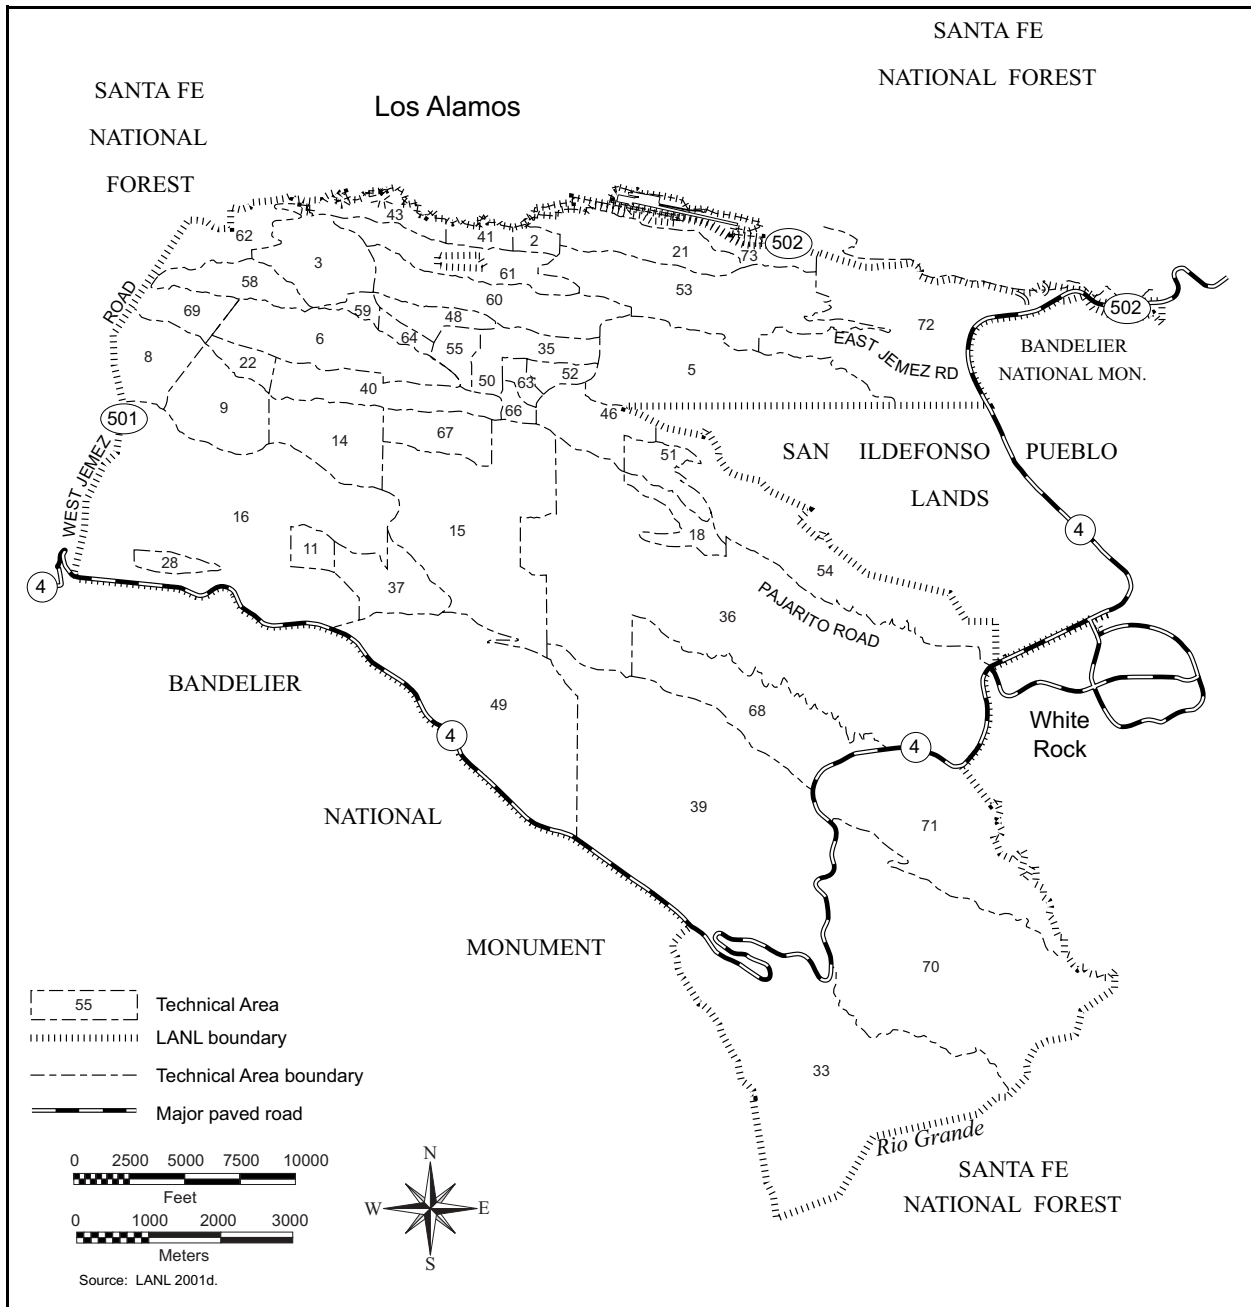 SANTA FE
NATIONAL FOREST
SANTA FE
NATIONAL
FOREST
Los Alamos
43
62
41
2
502
21
73
3
61
58
53
60
502
69
59
48
72
6
64
55
35
EAST JEMEZ RD
BANDELIER
NATIONAL MON.
8
22
52
5
50
63
40
ROAD
9
66
46
501
14
67
51
SAN ILDEFONSO PUEBLO
LANDS
WEST JEMEZ
16
15
4
18
11
28
54
4
37
36
PAJARITO ROAD
BANDELIER
49
68
White
Rock
4
4
39
NATIONAL
71
MONUMENT
70
55 Technical Area
LANL boundary
33
Technical Area boundary
Major paved road
Rio Grande
SANTA FE
NATIONAL FOREST
0 2500 5000 7500 10000
Feet
0 1000 2000 3000
Meters
N
W E
S
Source: LANL 2001d.